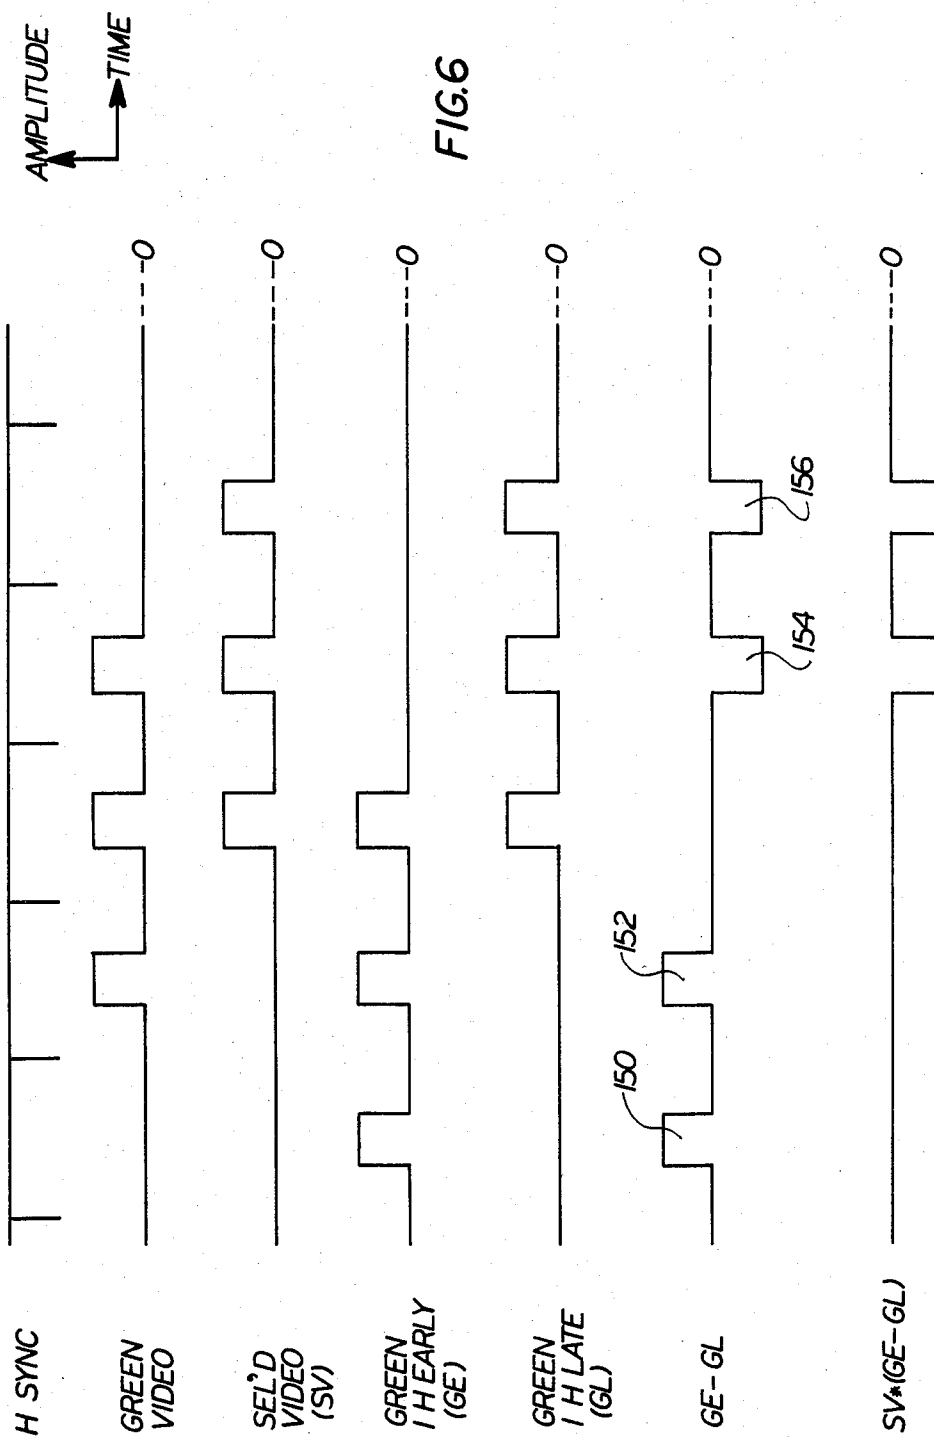 AMPLITUDE
TIME
FIG.6
H SYNC
GREEN
VIDEO
0
SEL'D
VIDEO
(SV)
0
GREEN
1 H EARLY
(GE)
0
GREEN
1 H LATE
(GL)
0
GE-GL
150
152
154
156
0
SV*(GE-GL)
0